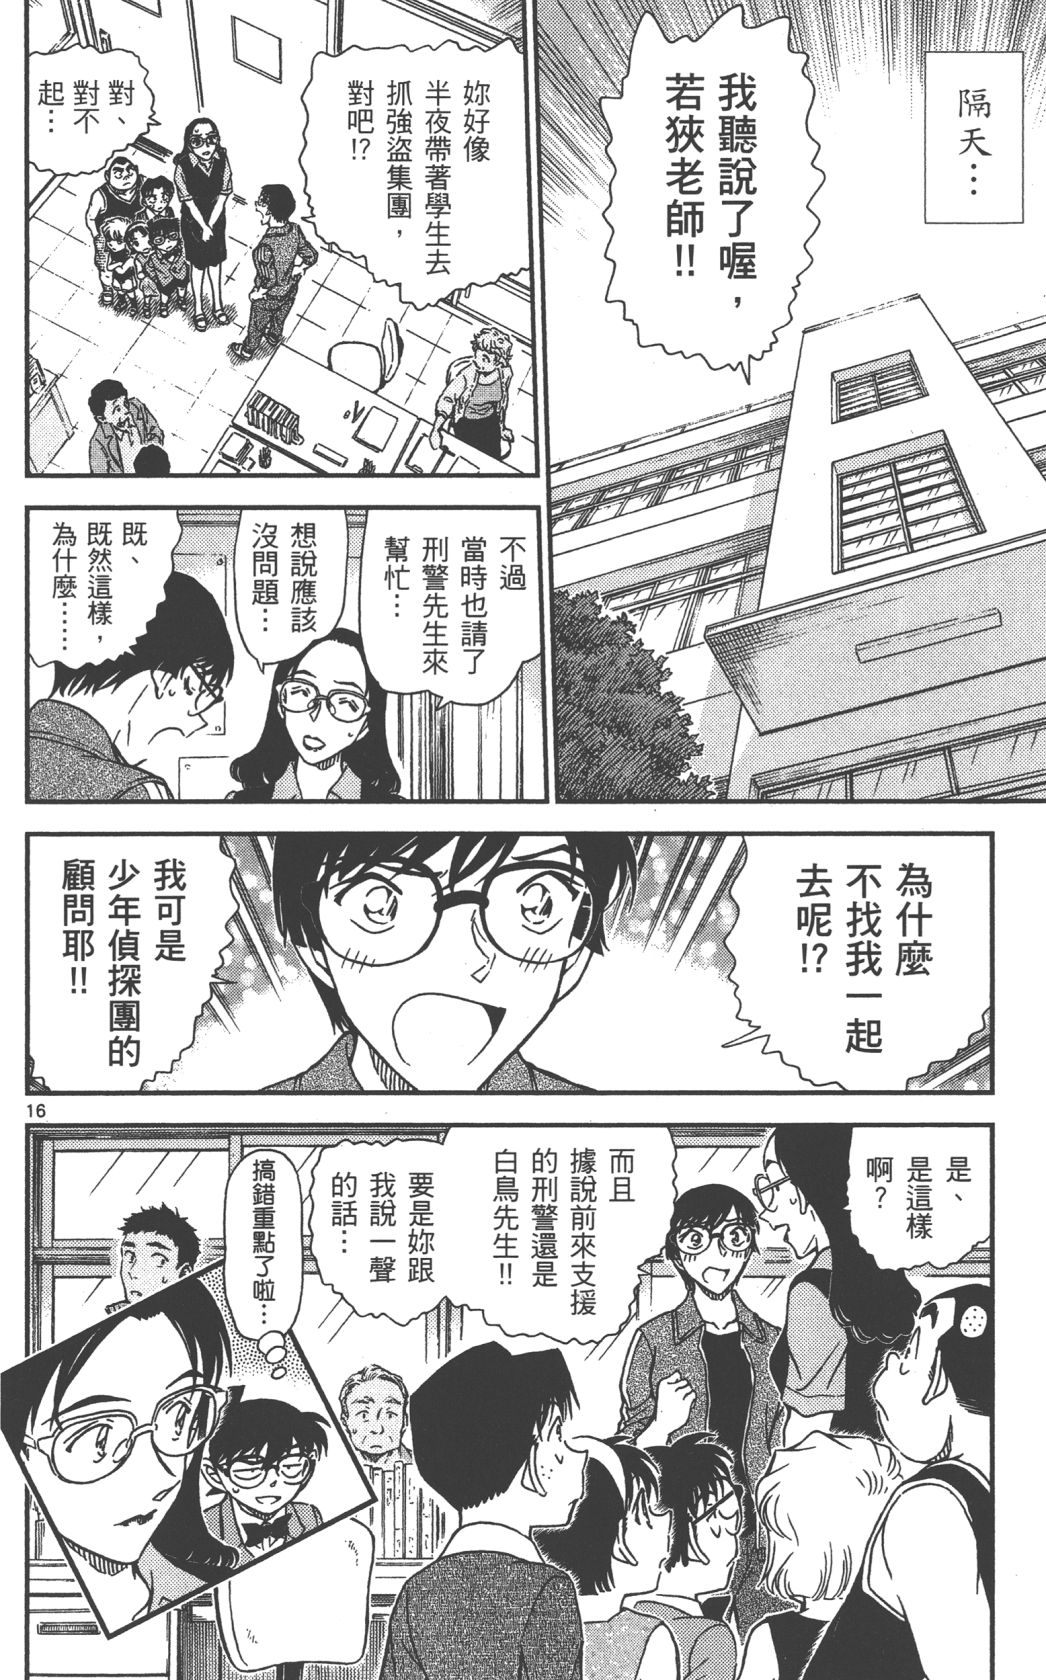 隔天…
我聽說了喔，
若狹老師!!
妳好像
半夜帶著學生去
抓強盜集團，
對吧!?
對、
對不
起…
不過
當時也請了
刑警先生來
幫忙…
想說應該
沒問題…
既、
既然這樣，
為什麼……
為什麼
不找我一起
去呢!?
我可是
少年偵探團的
顧問耶!!
16
是、
是這樣
啊?
而且
據說前來支援
的刑警還是
白鳥先生!!
要是妳跟
我說一聲
的話…
搞錯重點了啦…